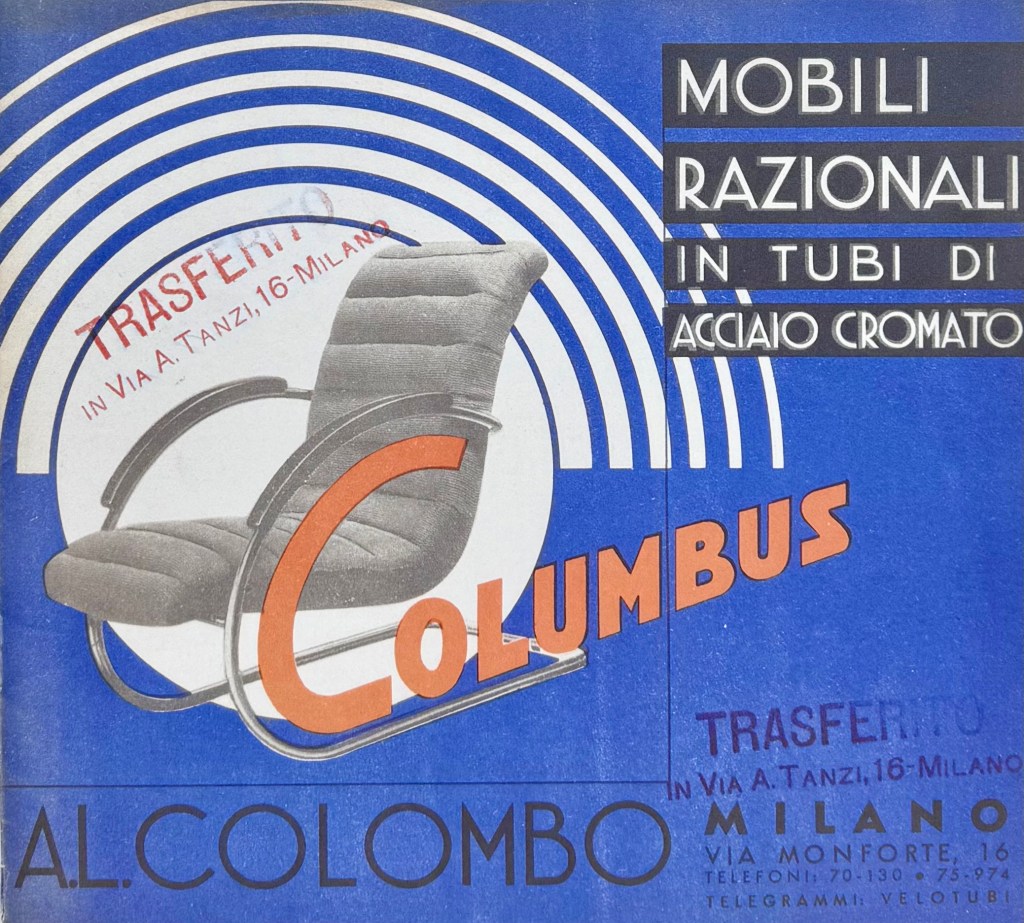 MOBILI
RAZIONALI
IN TUBI DI
ACCIAIO CROMATO
TRASFERITO
IN VIA A. TANZI, 16-MILANO
COLUMBUS
TRASFERITO
IN VIA A. TANZI, 16-MILANO
A.L. COLOMBO
MILANO
VIA MONFORTE, 16
TELEFONI: 70-130 • 75-974
TELEGRAMMI: VELOTUBI